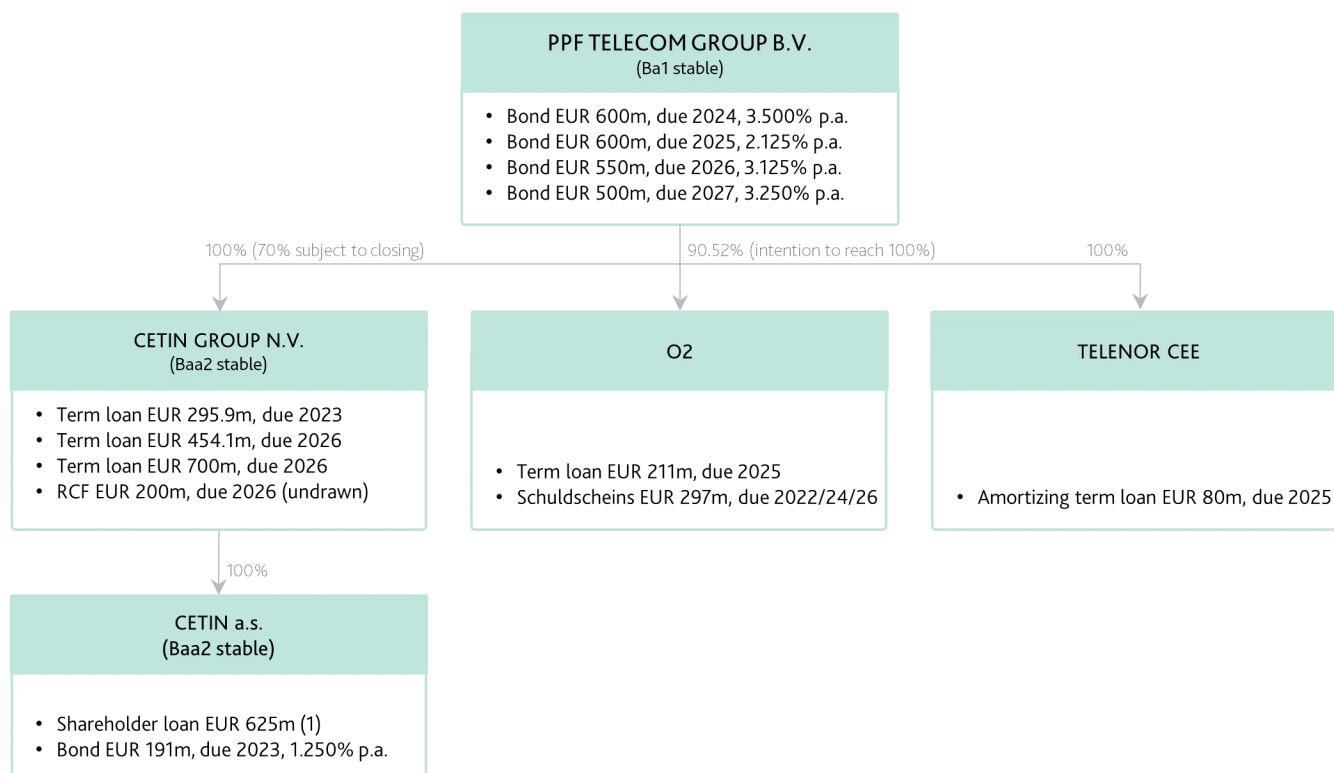 PPF TELECOM GROUP B.V.
(Ba1 stable)
• Bond EUR 600m, due 2024, 3.500% p.a.
• Bond EUR 600m, due 2025, 2.125% p.a.
• Bond EUR 550m, due 2026, 3.125% p.a.
• Bond EUR 500m, due 2027, 3.250% p.a.
100% (70% subject to closing)
90.52% (intention to reach 100%)
100%
CETIN GROUP N.V.
(Baa2 stable)
• Term loan EUR 295.9m, due 2023
• Term loan EUR 454.1m, due 2026
• Term loan EUR 700m, due 2026
• RCF EUR 200m, due 2026 (undrawn)
O2
• Term loan EUR 211m, due 2025
• Schuldscheins EUR 297m, due 2022/24/26
TELENOR CEE
• Amortizing term loan EUR 80m, due 2025
100%
CETIN a.s.
(Baa2 stable)
• Shareholder loan EUR 625m (1)
• Bond EUR 191m, due 2023, 1.250% p.a.